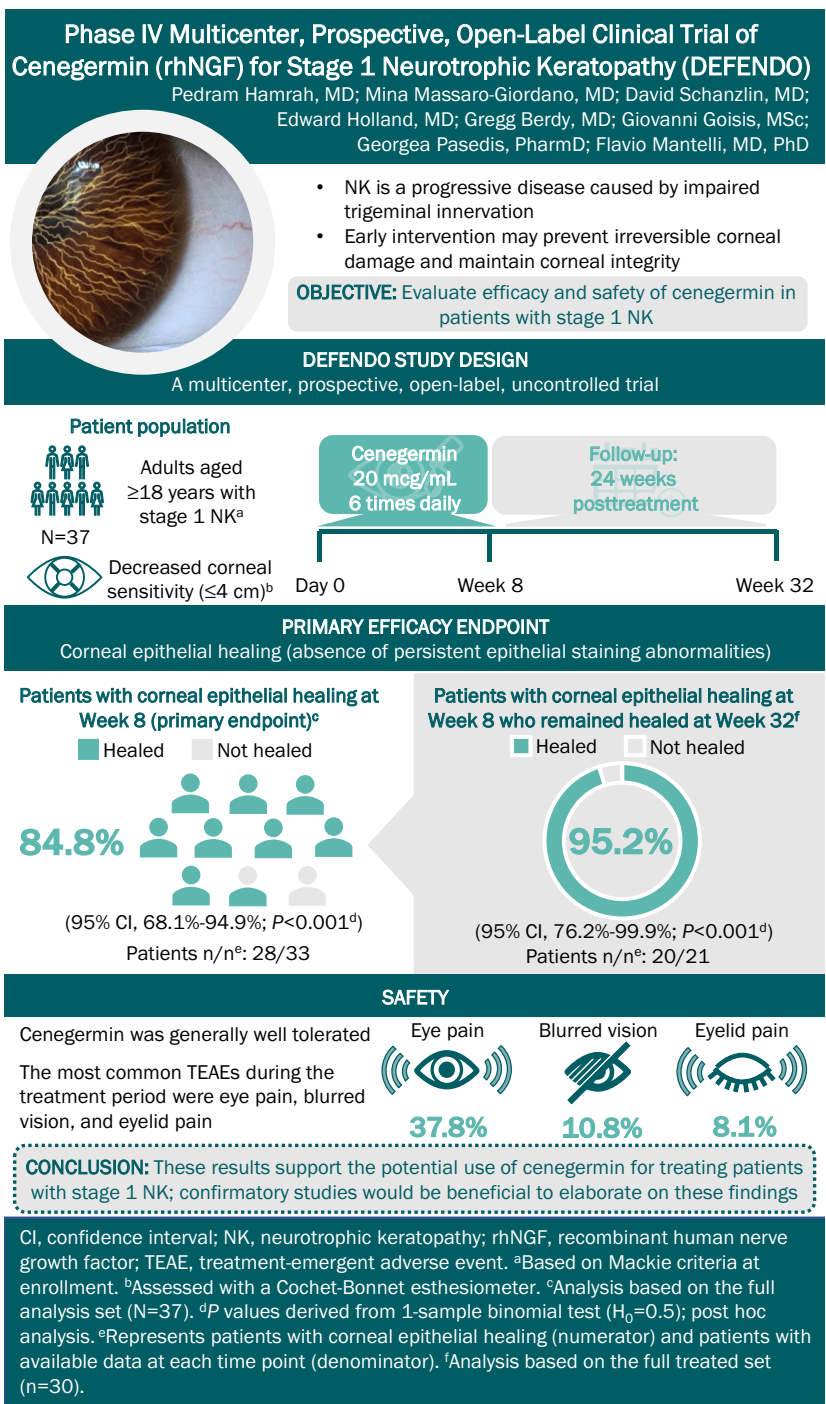 Phase IV Multicenter, Prospective, Open-Label Clinical Trial of
Cenegermin (rhNGF) for Stage 1 Neurotrophic Keratopathy (DEFENDO)
Pedram Hamrah, MD; Mina Massaro-Giordano, MD; David Schanzlin, MD;
Edward Holland, MD; Gregg Berdy, MD; Giovanni Goisis, MSc;
Georgea Pasedis, PharmD; Flavio Mantelli, MD, PhD
• NK is a progressive disease caused by impaired
trigeminal innervation
• Early intervention may prevent irreversible corneal
damage and maintain corneal integrity
OBJECTIVE: Evaluate efficacy and safety of cenegermin in
patients with stage 1 NK
DEFENDO STUDY DESIGN
A multicenter, prospective, open-label, uncontrolled trial
Patient population
Adults aged
≥18 years with
stage 1 NKᵃ
N=37
Decreased corneal
sensitivity (≤4 cm)ᵇ
Cenegermin
20 mcg/mL
6 times daily
Follow-up:
24 weeks
posttreatment
Day 0
Week 8
Week 32
PRIMARY EFFICACY ENDPOINT
Corneal epithelial healing (absence of persistent epithelial staining abnormalities)
Patients with corneal epithelial healing at
Week 8 (primary endpoint)ᶜ
Healed
Not healed
84.8%
(95% CI, 68.1%-94.9%; P<0.001ᵈ)
Patients n/nᵉ: 28/33
Patients with corneal epithelial healing at
Week 8 who remained healed at Week 32ᶠ
Healed
Not healed
95.2%
(95% CI, 76.2%-99.9%; P<0.001ᵈ)
Patients n/nᵉ: 20/21
SAFETY
Cenegermin was generally well tolerated
The most common TEAEs during the
treatment period were eye pain, blurred
vision, and eyelid pain
Eye pain
37.8%
Blurred vision
10.8%
Eyelid pain
8.1%
CONCLUSION: These results support the potential use of cenegermin for treating patients
with stage 1 NK; confirmatory studies would be beneficial to elaborate on these findings
CI, confidence interval; NK, neurotrophic keratopathy; rhNGF, recombinant human nerve
growth factor; TEAE, treatment-emergent adverse event. ᵃBased on Mackie criteria at
enrollment. ᵇAssessed with a Cochet-Bonnet esthesiometer. ᶜAnalysis based on the full
analysis set (N=37). ᵈP values derived from 1-sample binomial test (H₀=0.5); post hoc
analysis. ᵉRepresents patients with corneal epithelial healing (numerator) and patients with
available data at each time point (denominator). ᶠAnalysis based on the full treated set
(n=30).